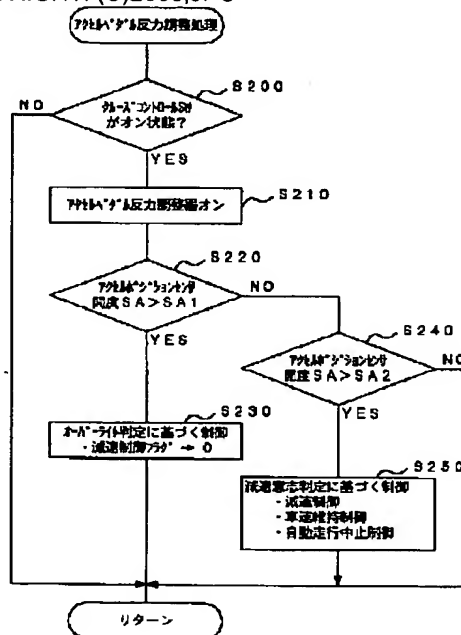 アクセルペダル反力調整処理
S200
NO
クルーズコントロールSW
がオン状態?
YES
S210
アクセルペダル反力調整器オン
S220
アクセルポジションセンサ
開度SA>SA1
NO
YES
S240
アクセルポジションセンサ
開度SA>SA2
NO
YES
S230
オーバーライド判定に基づく制御
・減速制御フラグ → 0
S250
減速意志判定に基づく制御
・減速制御
・車速維持制御
・自動走行中止制御
リターン